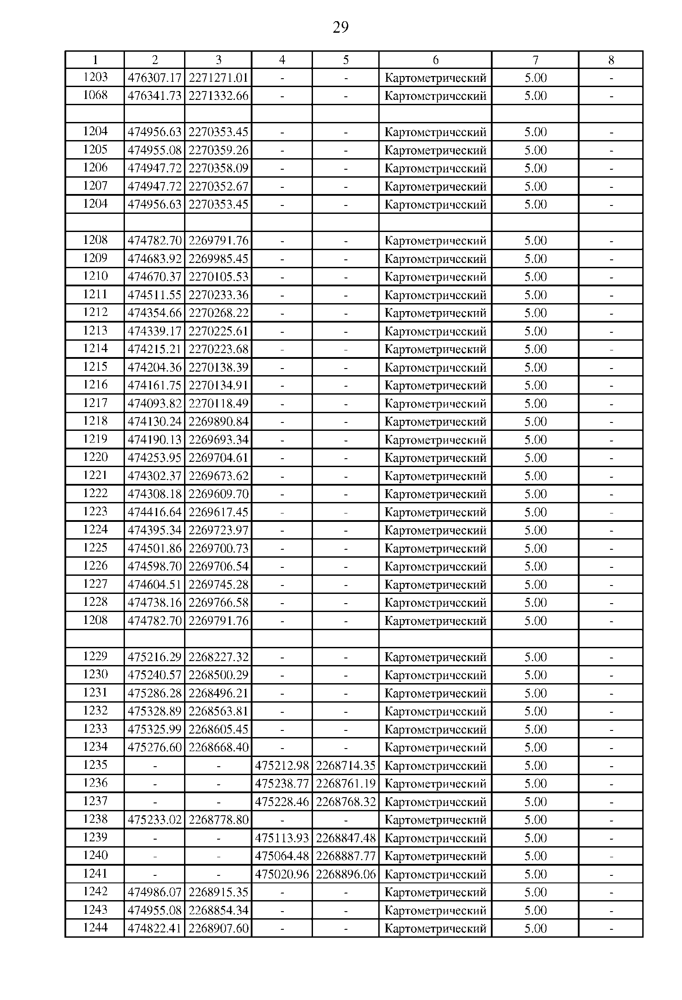 29
1 2 3 4 5 6 7 8
1203 476307.17 2271271.01 - - Картометрический 5.00 -
1068 476341.73 2271332.66 - - Картометрический 5.00 -
1204 474956.63 2270353.45 - - Картометрический 5.00 -
1205 474955.08 2270359.26 - - Картометрический 5.00 -
1206 474947.72 2270358.09 - - Картометрический 5.00 -
1207 474947.72 2270352.67 - - Картометрический 5.00 -
1204 474956.63 2270353.45 - - Картометрический 5.00 -
1208 474782.70 2269791.76 - - Картометрический 5.00 -
1209 474683.92 2269985.45 - - Картометрический 5.00 -
1210 474670.37 2270105.53 - - Картометрический 5.00 -
1211 474511.55 2270233.36 - - Картометрический 5.00 -
1212 474354.66 2270268.22 - - Картометрический 5.00 -
1213 474339.17 2270225.61 - - Картометрический 5.00 -
1214 474215.21 2270223.68 - - Картометрический 5.00 -
1215 474204.36 2270138.39 - - Картометрический 5.00 -
1216 474161.75 2270134.91 - - Картометрический 5.00 -
1217 474093.82 2270118.49 - - Картометрический 5.00 -
1218 474130.24 2269890.84 - - Картометрический 5.00 -
1219 474190.13 2269693.34 - - Картометрический 5.00 -
1220 474253.95 2269704.61 - - Картометрический 5.00 -
1221 474302.37 2269673.62 - - Картометрический 5.00 -
1222 474308.18 2269609.70 - - Картометрический 5.00 -
1223 474416.64 2269617.45 - - Картометрический 5.00 -
1224 474395.34 2269723.97 - - Картометрический 5.00 -
1225 474501.86 2269700.73 - - Картометрический 5.00 -
1226 474598.70 2269706.54 - - Картометрический 5.00 -
1227 474604.51 2269745.28 - - Картометрический 5.00 -
1228 474738.16 2269766.58 - - Картометрический 5.00 -
1208 474782.70 2269791.76 - - Картометрический 5.00 -
1229 475216.29 2268227.32 - - Картометрический 5.00 -
1230 475240.57 2268500.29 - - Картометрический 5.00 -
1231 475286.28 2268496.21 - - Картометрический 5.00 -
1232 475328.89 2268563.81 - - Картометрический 5.00 -
1233 475325.99 2268605.45 - - Картометрический 5.00 -
1234 475276.60 2268668.40 - - Картометрический 5.00 -
1235 - - 475212.98 2268714.35 Картометрический 5.00 -
1236 - - 475238.77 2268761.19 Картометрический 5.00 -
1237 - - 475228.46 2268768.32 Картометрический 5.00 -
1238 475233.02 2268778.80 - - Картометрический 5.00 -
1239 - - 475113.93 2268847.48 Картометрический 5.00 -
1240 - - 475064.48 2268887.77 Картометрический 5.00 -
1241 - - 475020.96 2268896.06 Картометрический 5.00 -
1242 474986.07 2268915.35 - - Картометрический 5.00 -
1243 474955.08 2268854.34 - - Картометрический 5.00 -
1244 474822.41 2268907.60 - - Картометрический 5.00 -